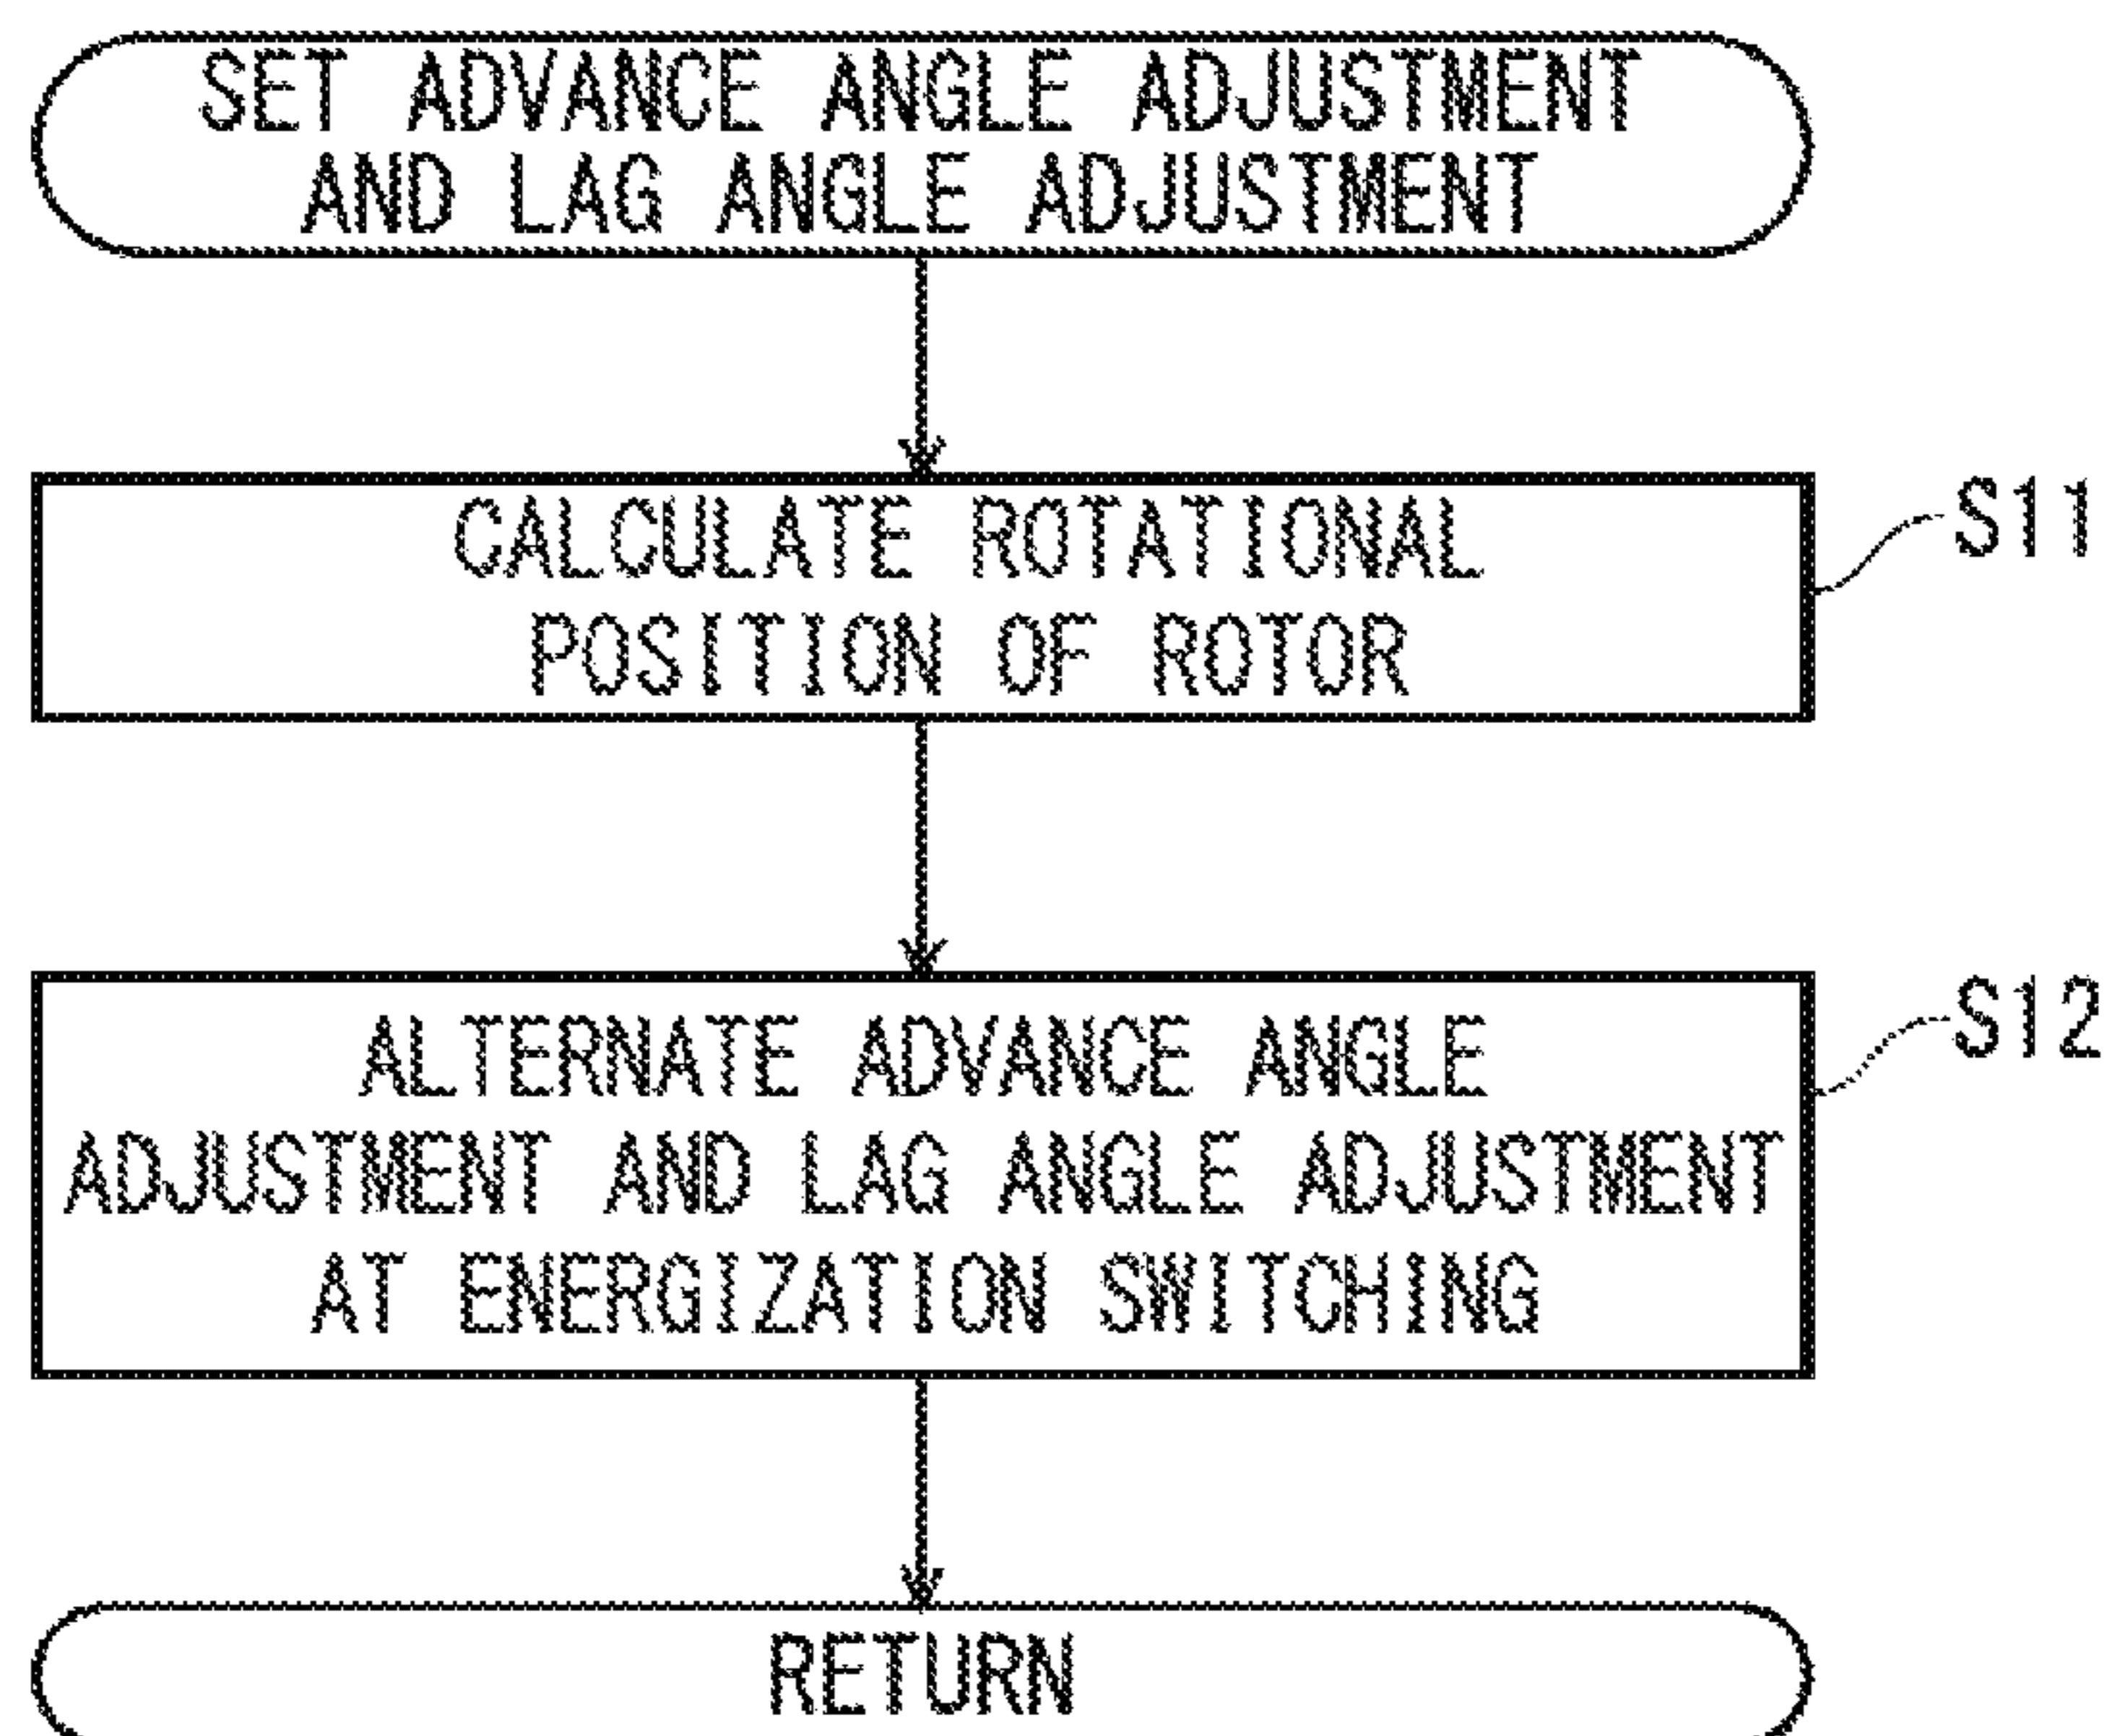 SET ADVANCE ANGLE ADJUSTMENT
AND LAG ANGLE ADJUSTMENT
CALCULATE ROTATIONAL
POSITION OF ROTOR
S11
ALTERNATE ADVANCE ANGLE
ADJUSTMENT AND LAG ANGLE ADJUSTMENT
AT ENERGIZATION SWITCHING
S12
RETURN